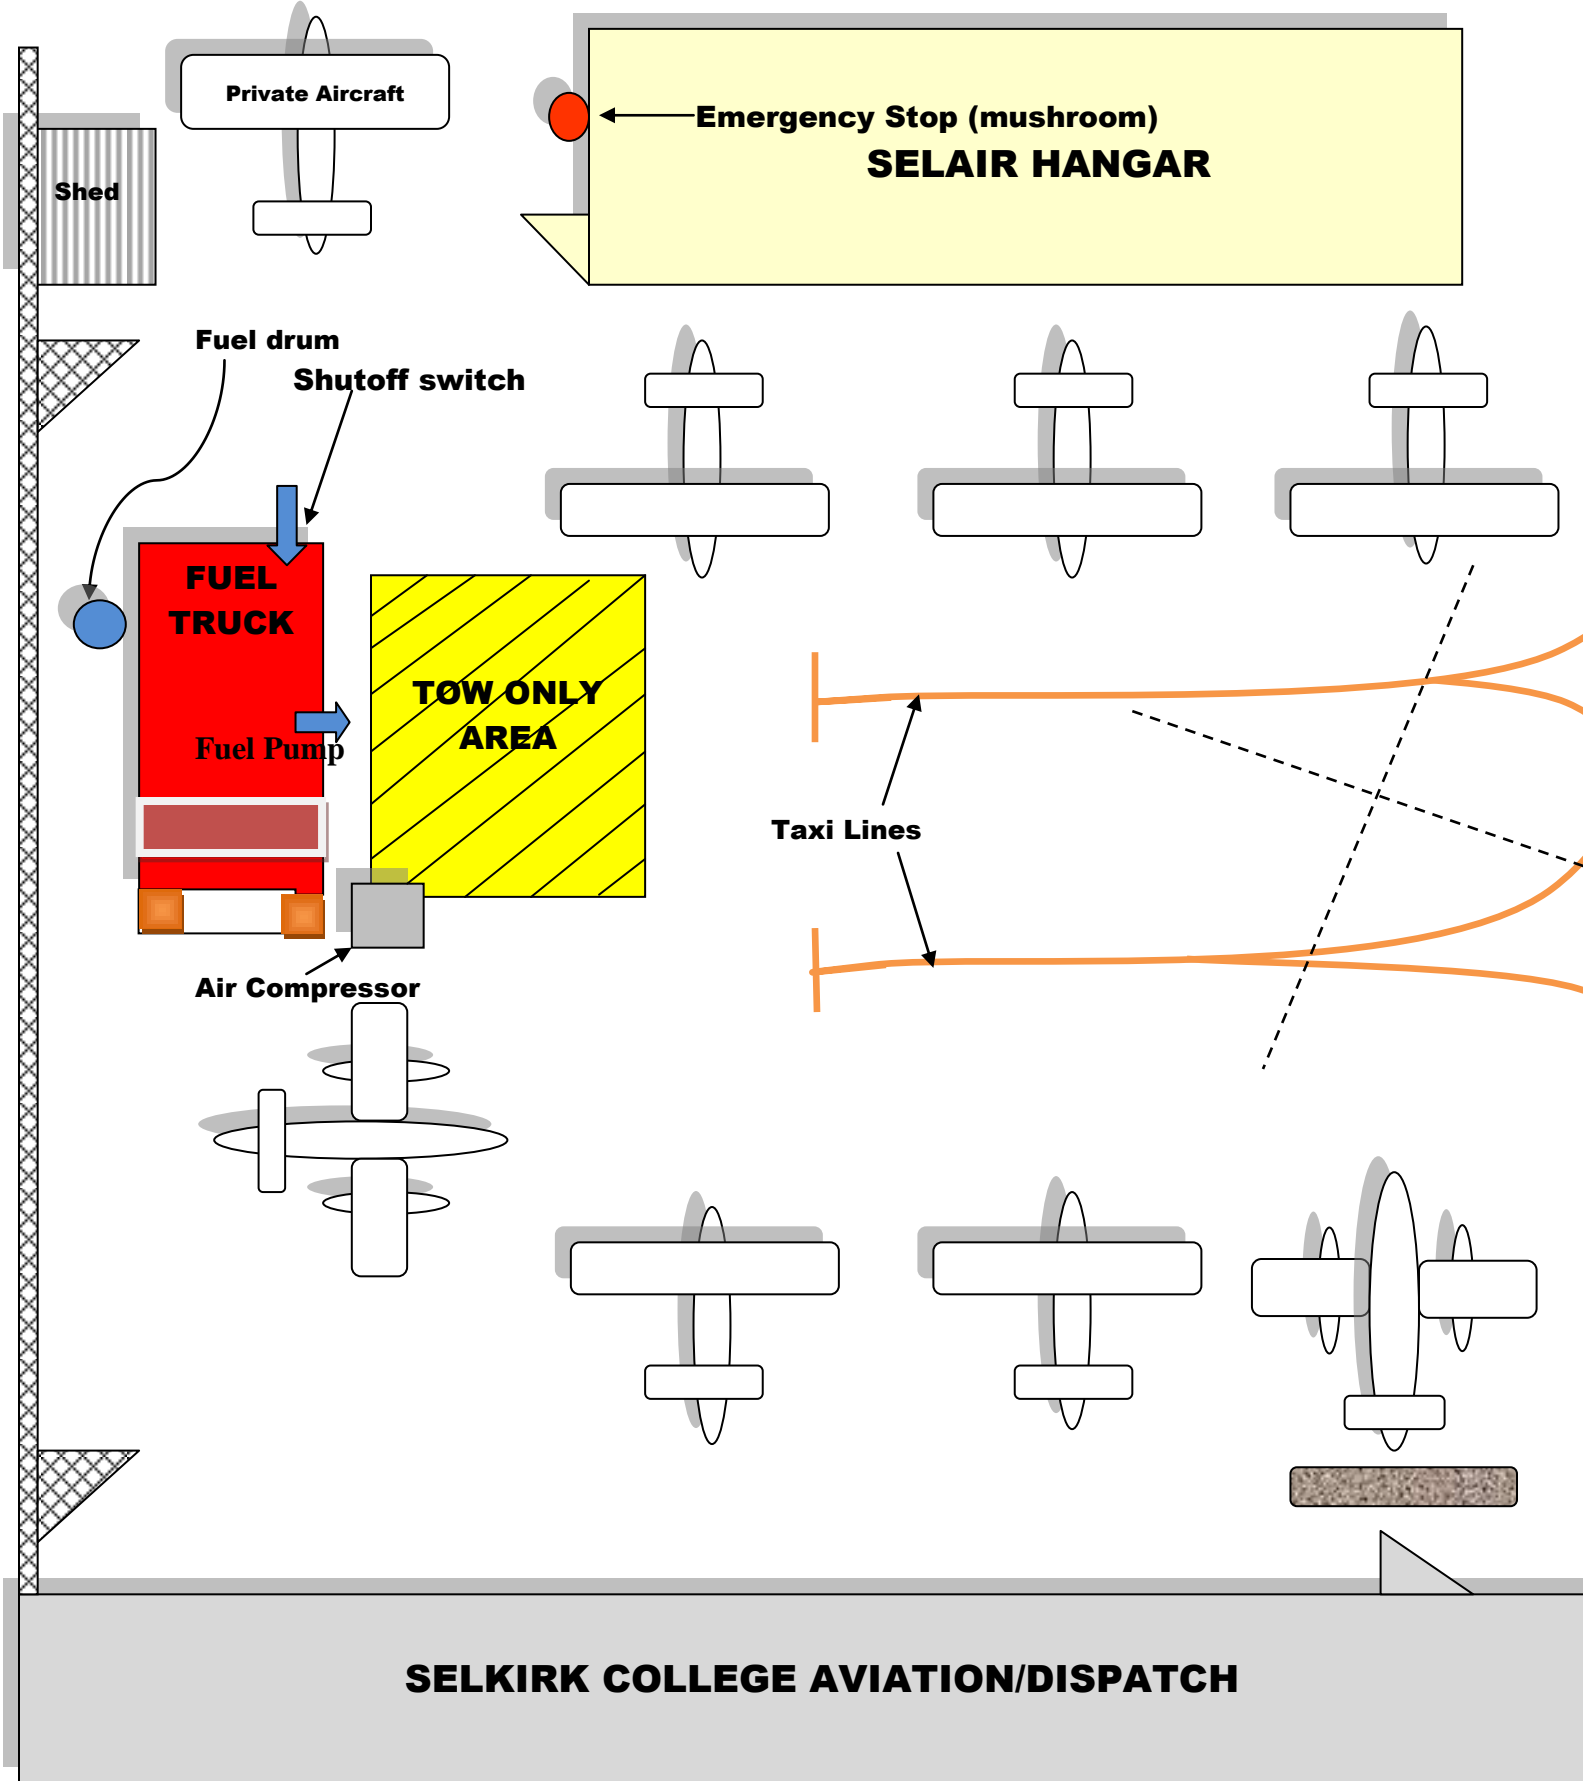 Private Aircraft
Emergency Stop (mushroom)
SELAIR HANGAR
Shed
Fuel drum
Shutoff switch
FUEL
TRUCK
TOW ONLY
AREA
Fuel Pump
Taxi Lines
Air Compressor
SELKIRK COLLEGE AVIATION/DISPATCH